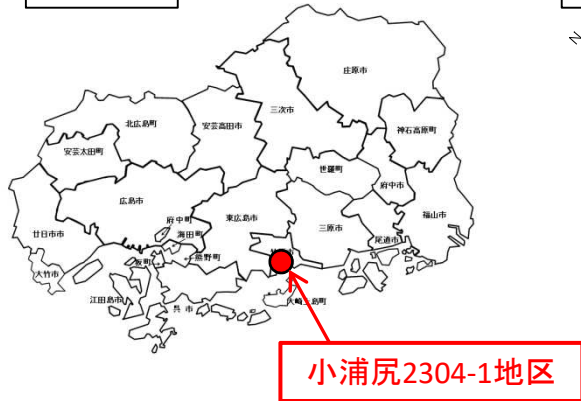 N
庄原市
三次市
北広島町
安芸高田市
神石高原町
安芸太田町
世羅町
府中市
広島市
福山市
府中町
東広島市
三原市
廿日市市
海田町
尾道市
熊野町
坂町
大竹市
江田島市
呉市
大崎上島町
小浦尻2304-1地区